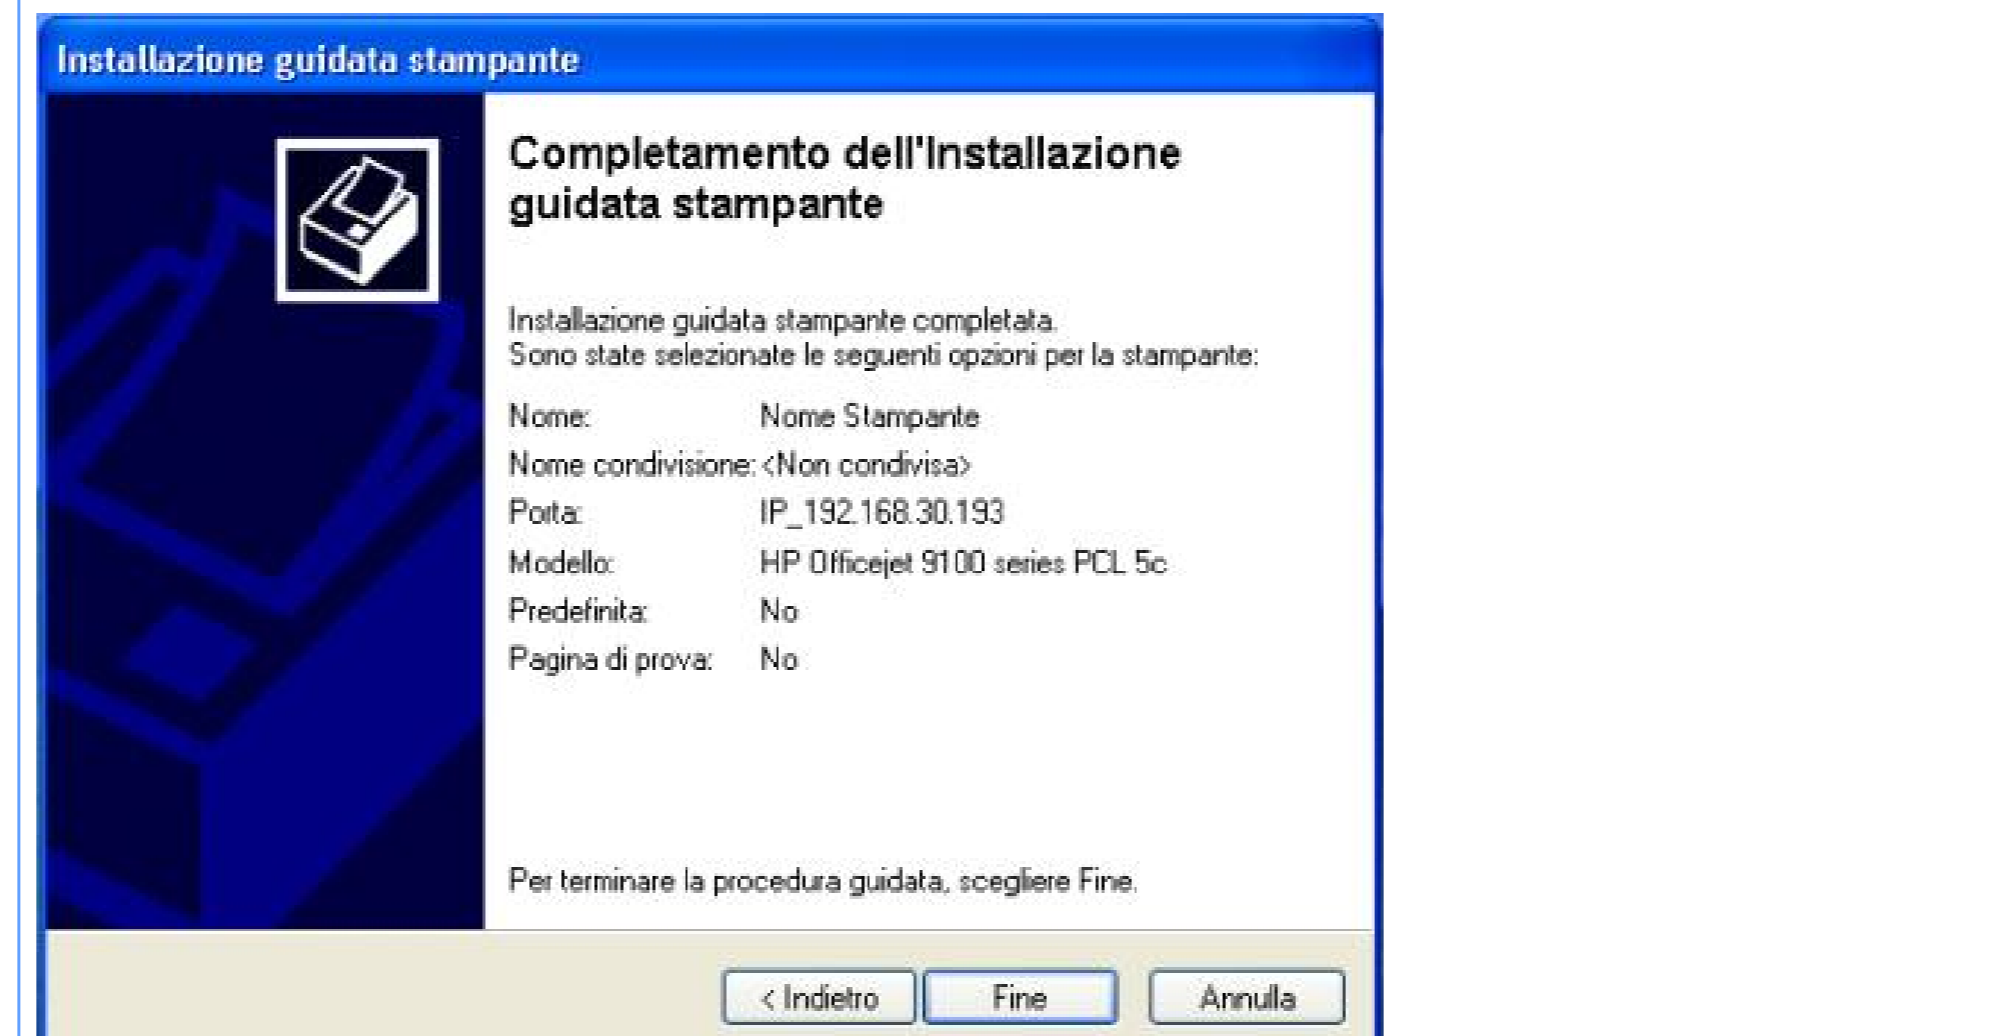 Installazione guidata stampante
Completamento dell'Installazione
guidata stampante
Installazione guidata stampante completata.
Sono state selezionate le seguenti opzioni per la stampante:
Nome: Nome Stampante
Nome condivisione: <Non condivisa>
Porta: IP_192.168.30.193
Modello: HP Officejet 9100 series PCL 5c
Predefinita: No
Pagina di prova: No
Per terminare la procedura guidata, scegliere Fine.
< Indietro Fine Annulla